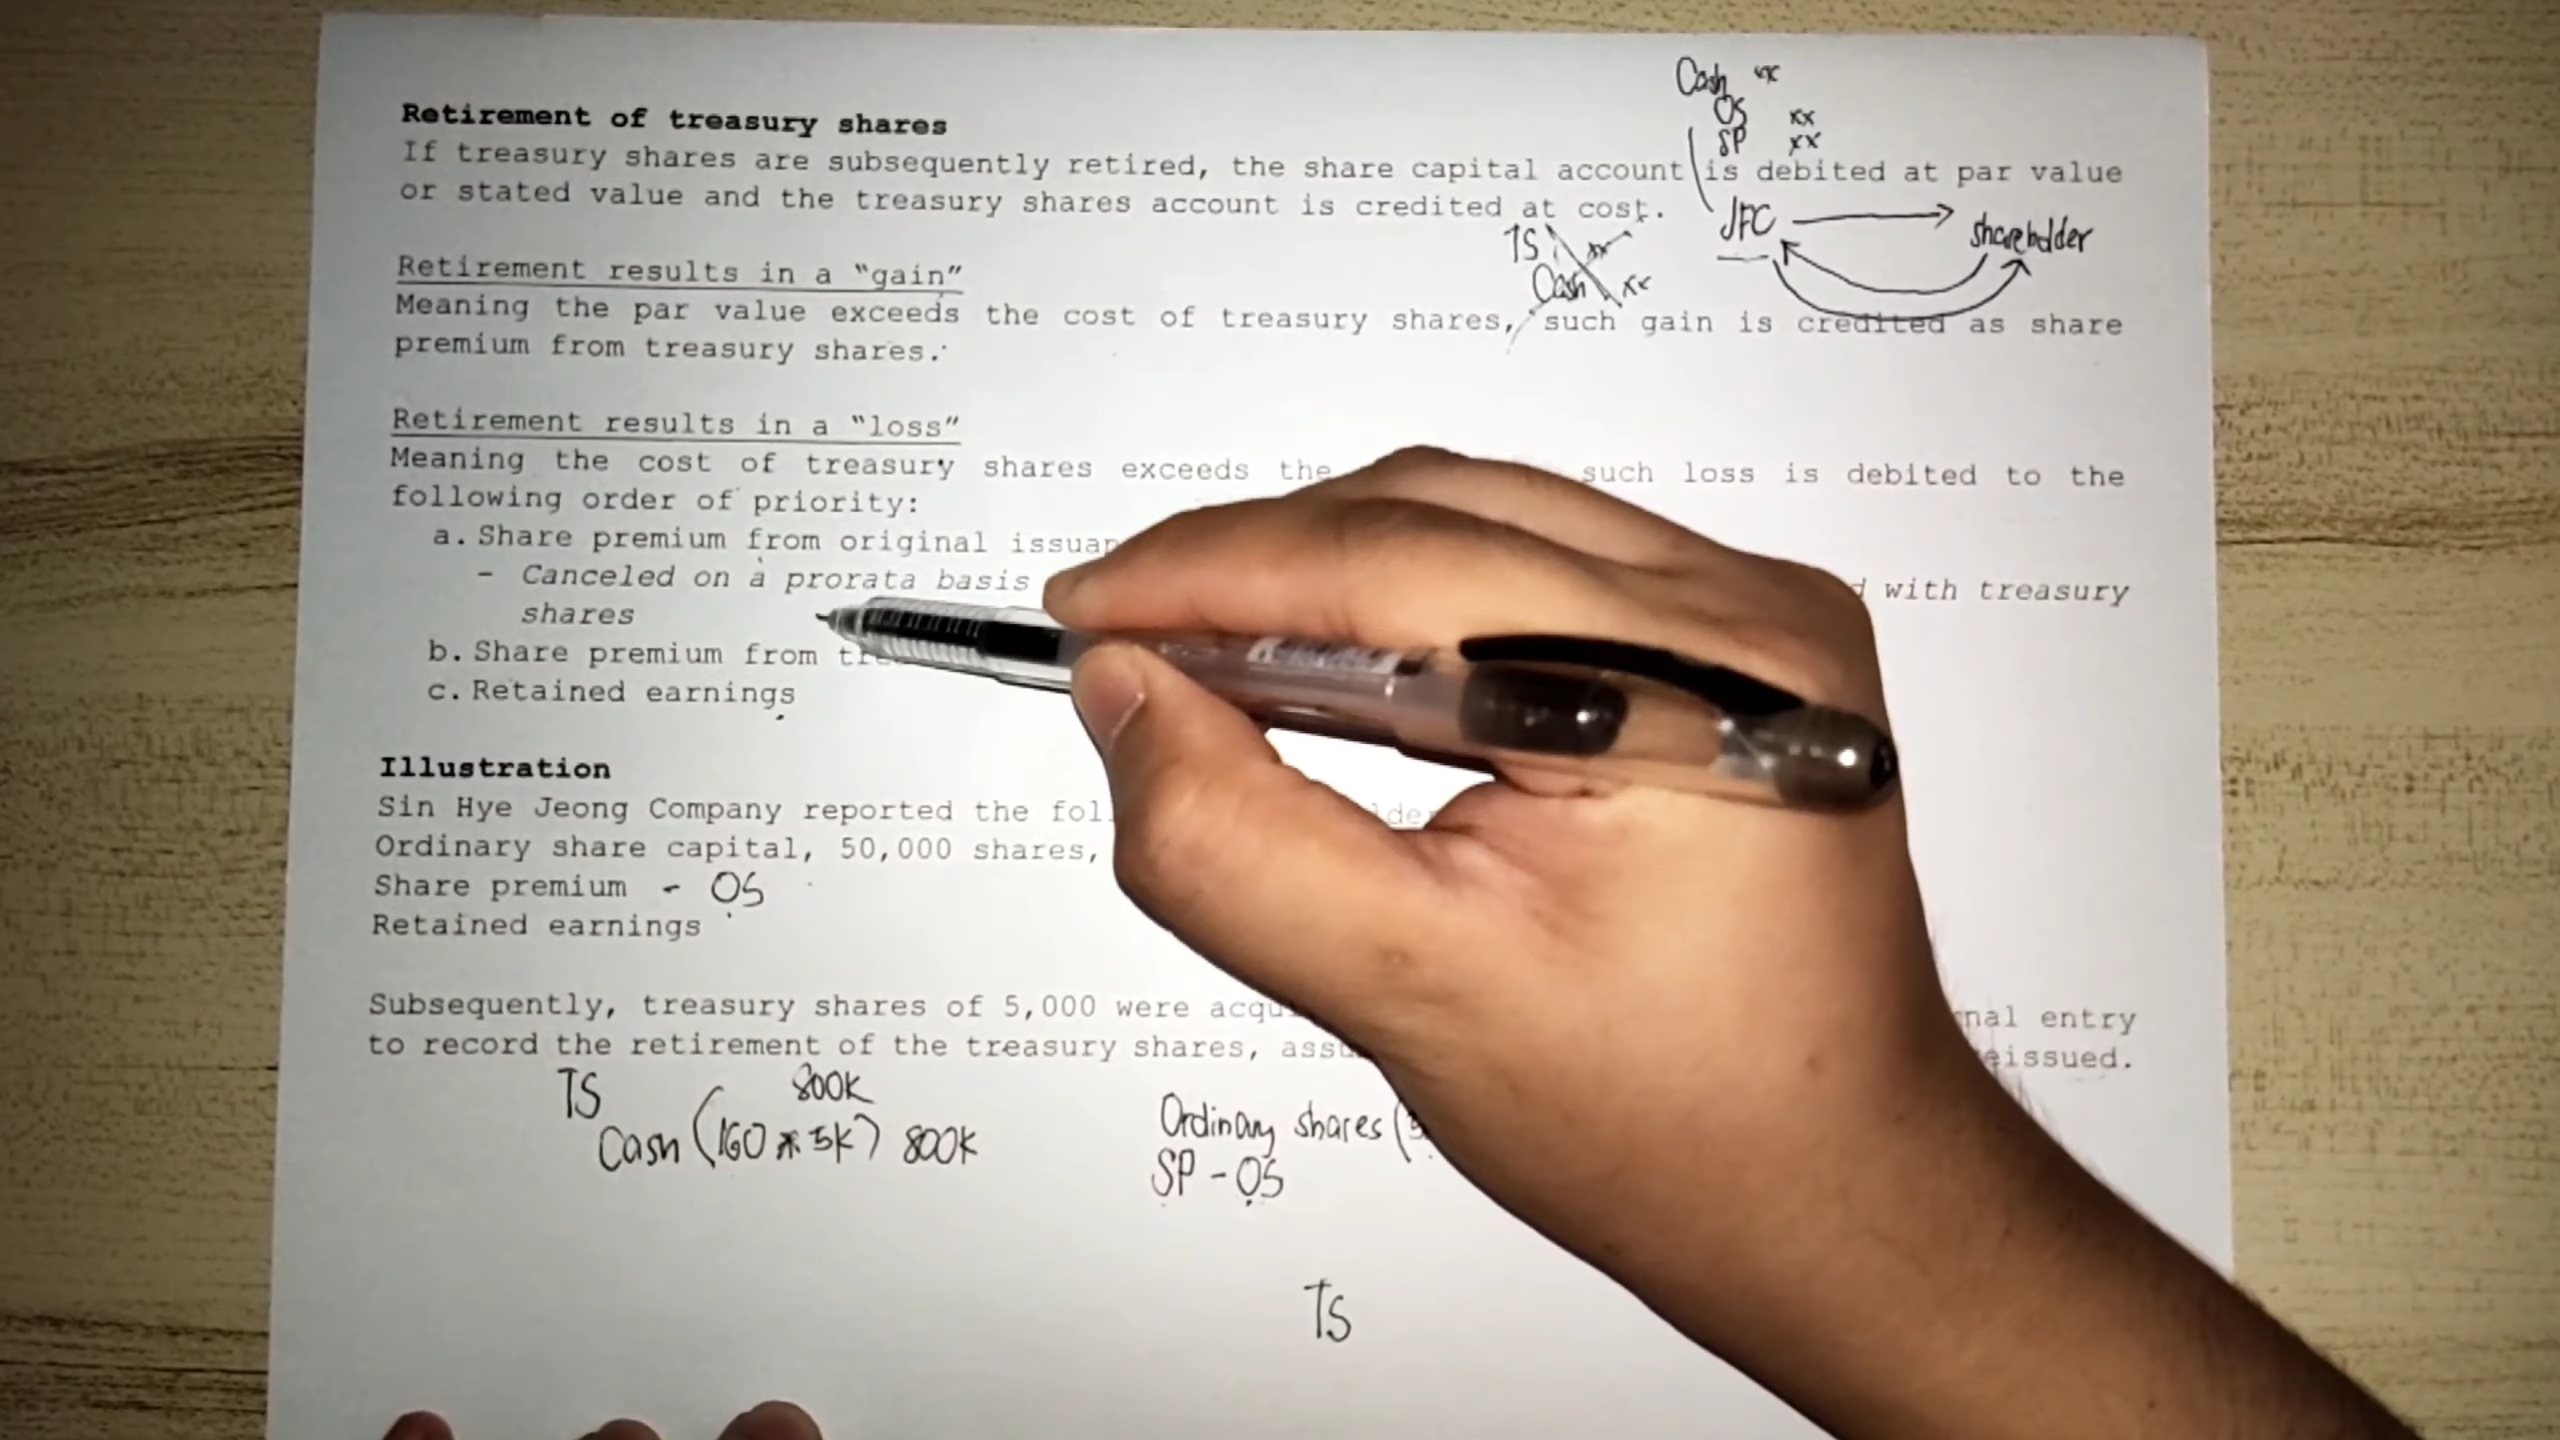 Cash xx
OS xx
SP xx
Retirement of treasury shares
If treasury shares are subsequently retired, the share capital account is debited at par value
or stated value and the treasury shares account is credited at cost.
JFC shareholder
TS xx
Cash xx
Retirement results in a “gain”
Meaning the par value exceeds the cost of treasury shares, such gain is credited as share
premium from treasury shares.
Retirement results in a “loss”
Meaning the cost of treasury shares exceeds the such loss is debited to the
following order of priority:
a. Share premium from original
- Canceled on a prorata basis with treasury
shares
b. Share premium from
c. Retained earnings
Illustration
Sin Hye Jeong Company reported the
Ordinary share capital, 50,000 shares,
Share premium - OS
Retained earnings
Subsequently, treasury shares of 5,000 were entry
to record the retirement of the treasury shares,
TS 800K
Cash (160 * 5K) 800K
Ordinary shares (
SP - OS
TS